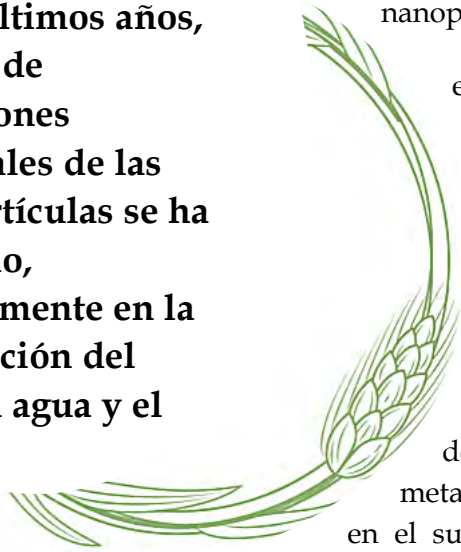 ltimos años,
de
ones
ales de las
rtículas se ha
o,
mente en la
ción del
agua y el
nanop
e
d
meta
en el su